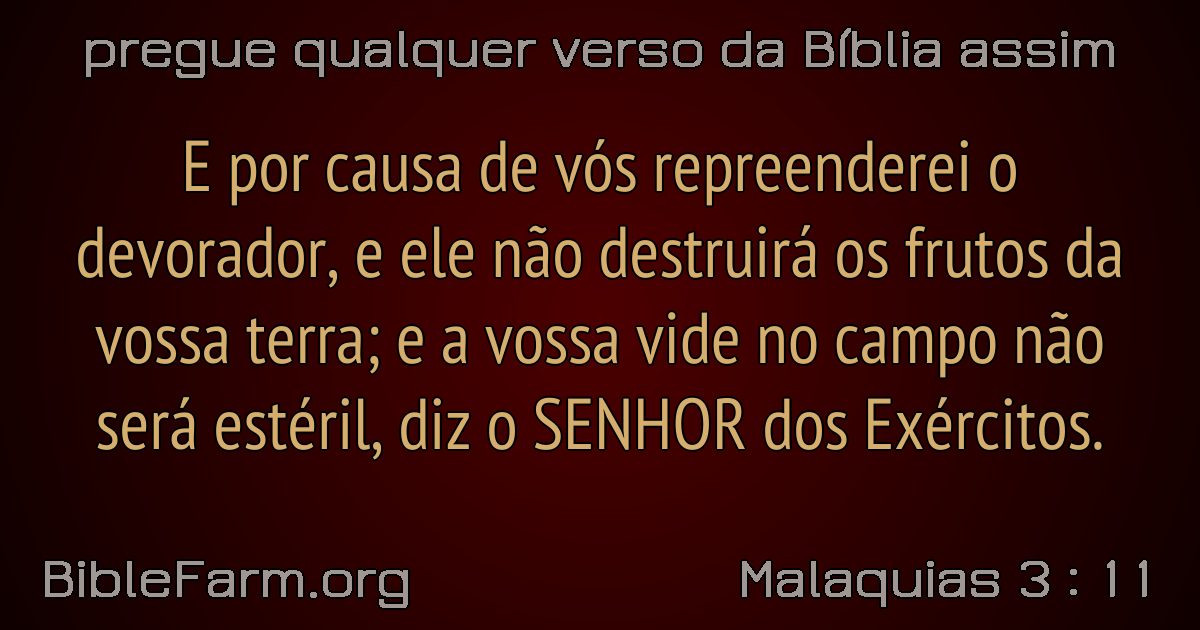 pregue qualquer verso da Bíblia assim
E por causa de vós repreenderei o
devorador, e ele não destruirá os frutos da
vossa terra; e a vossa vide no campo não
será estéril, diz o SENHOR dos Exércitos.
BibleFarm.org
Malaquias 3 : 11